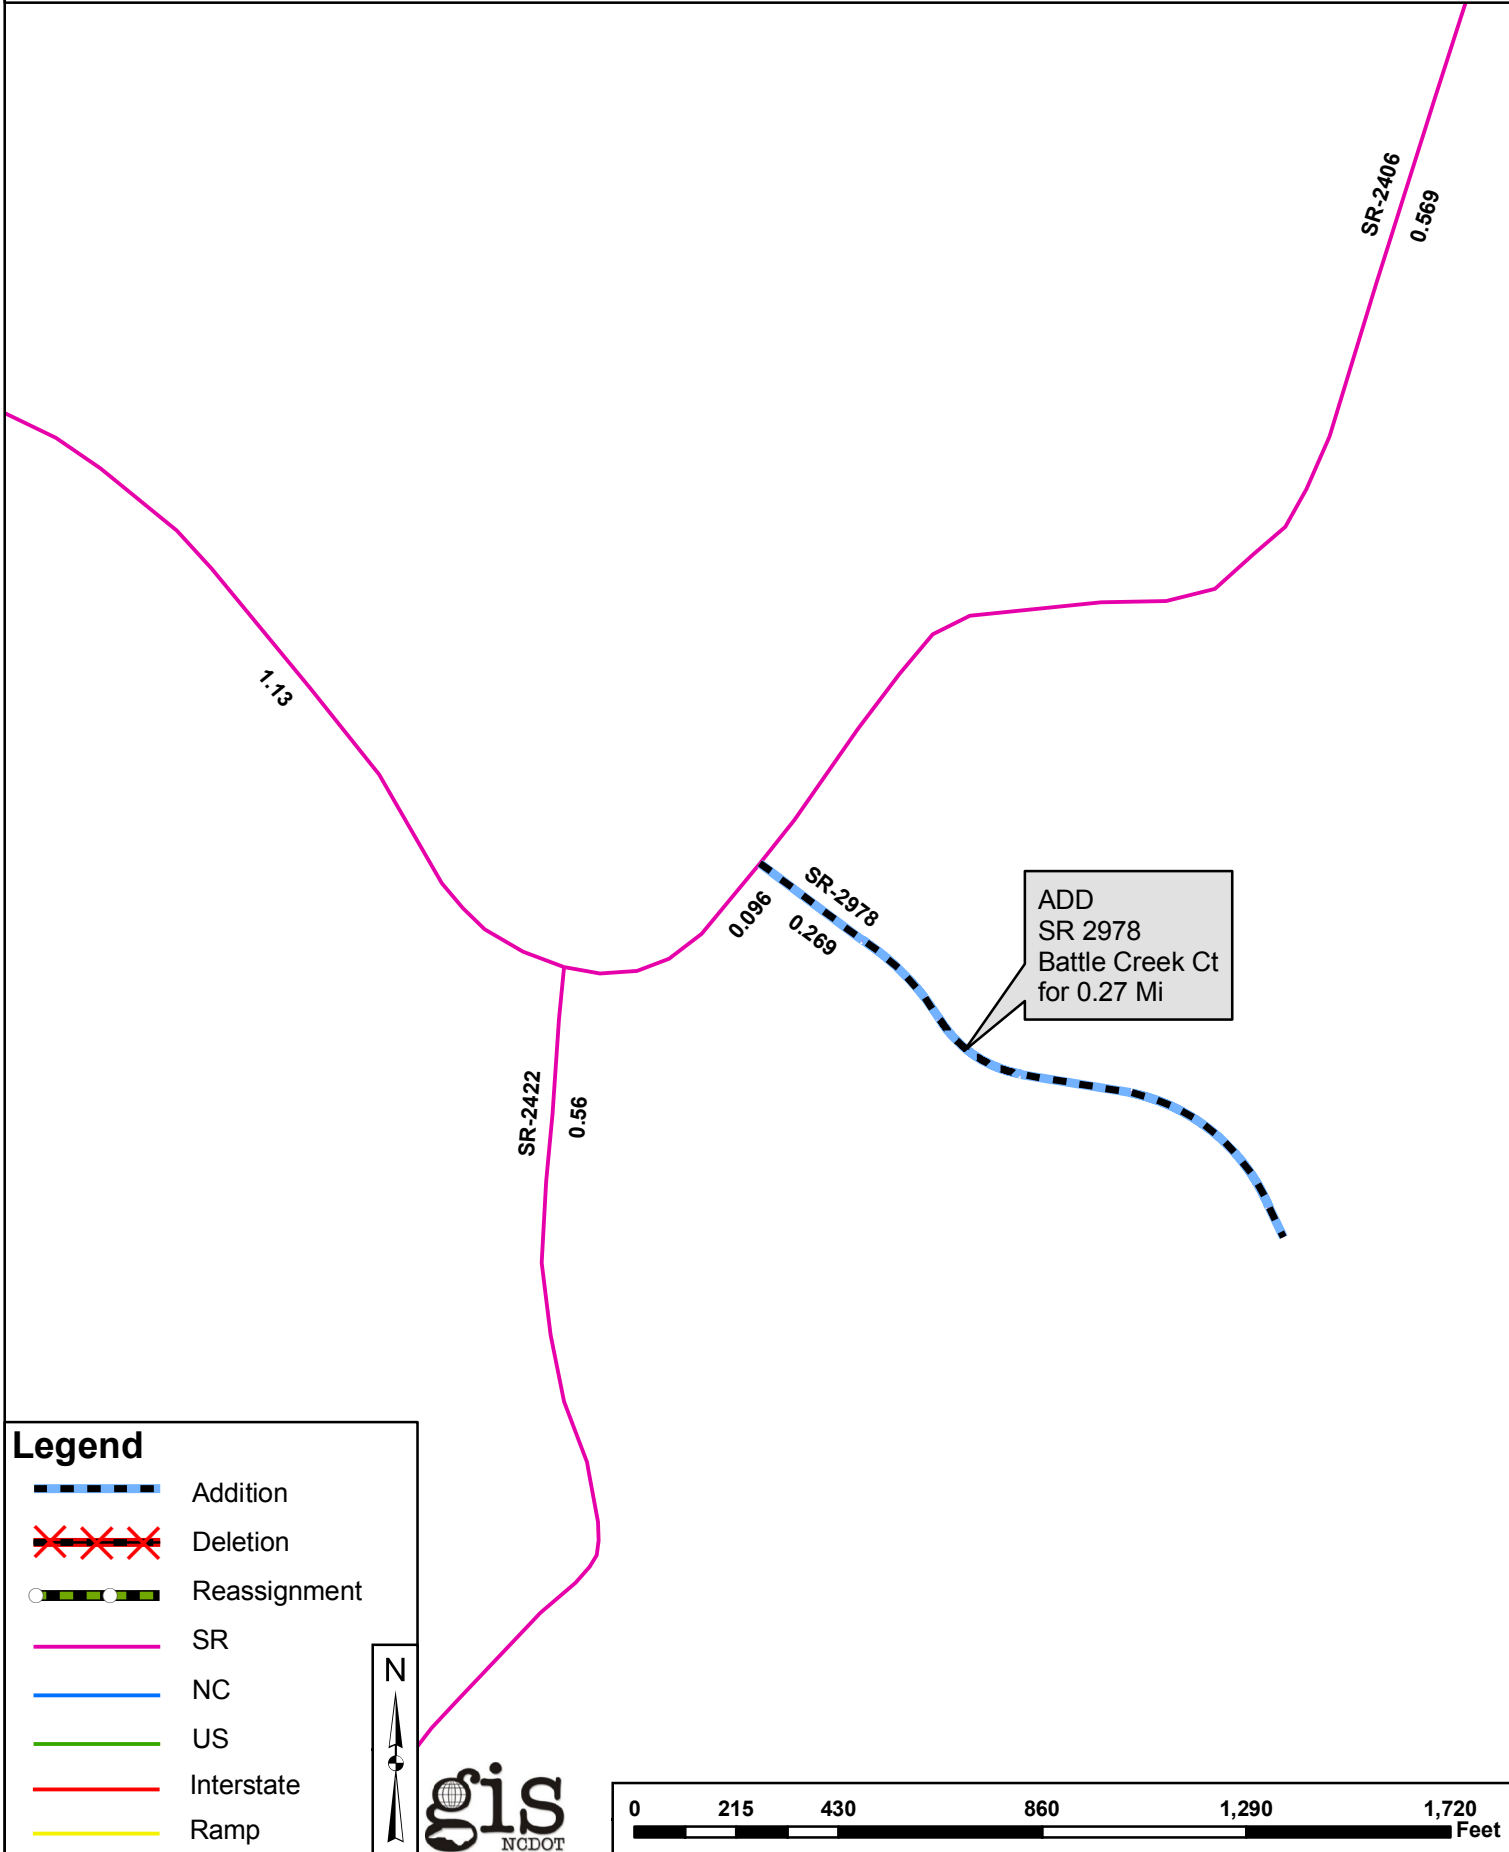 SR-2406
0.569
1.13
SR-2978
0.096
0.269
ADD
SR 2978
Battle Creek Ct
for 0.27 Mi
SR-2422
0.56
Legend
Addition
Deletion
Reassignment
SR
NC
US
Interstate
Ramp
N
gis
NCDOT
0 215 430 860 1,290 1,720
Feet